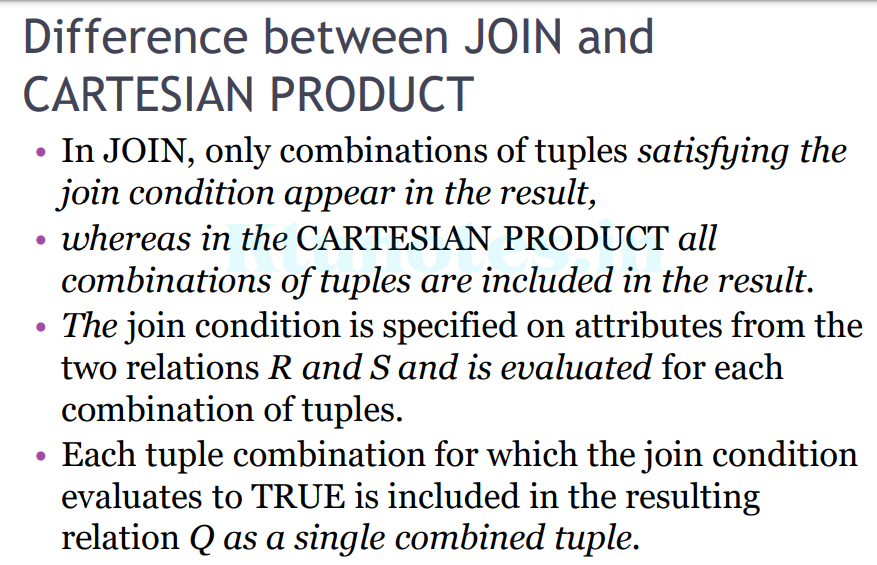 Difference between JOIN and
CARTESIAN PRODUCT
• In JOIN, only combinations of tuples satisfying the
join condition appear in the result,
• whereas in the CARTESIAN PRODUCT all
combinations of tuples are included in the result.
• The join condition is specified on attributes from the
two relations R and S and is evaluated for each
combination of tuples.
• Each tuple combination for which the join condition
evaluates to TRUE is included in the resulting
relation Q as a single combined tuple.
Ktunotes.in